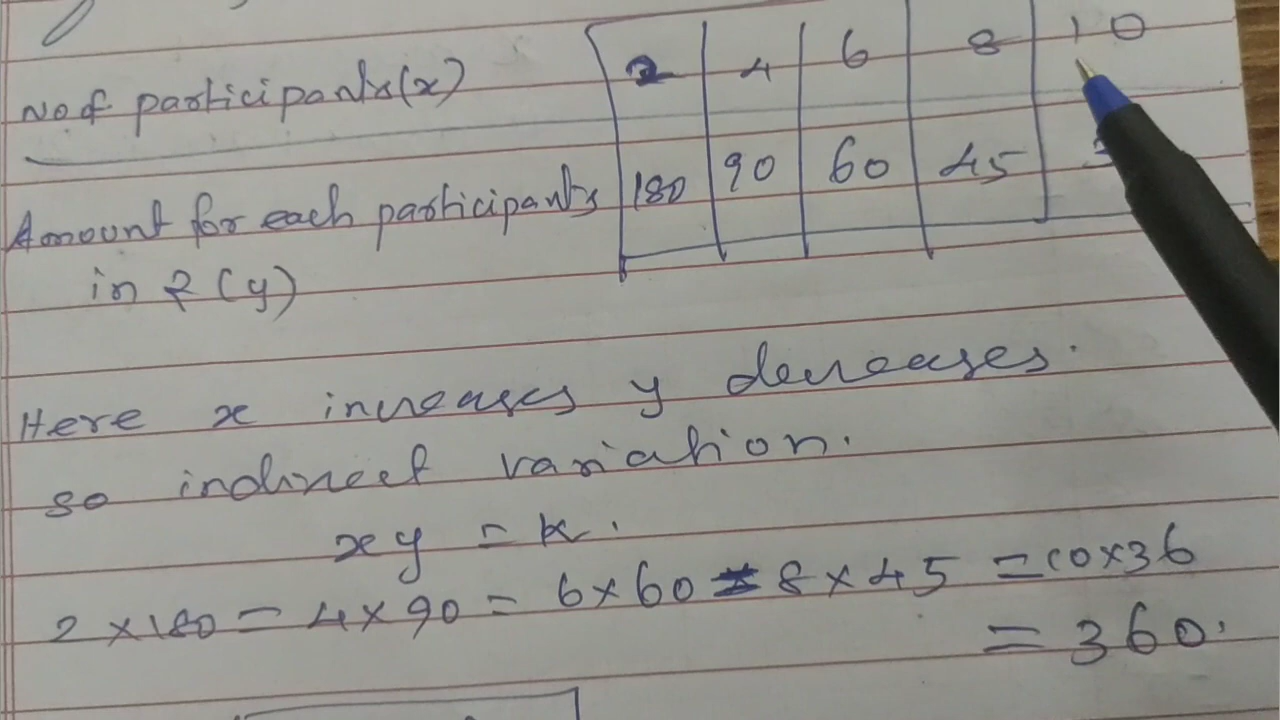 No of participants(x) 2 4 6 8 10
Amount for each participants 180 90 60 45
in ₹ (y)
Here x increases y decreases.
so indirect variation.
xy = k.
2 × 180 = 4 × 90 = 6 × 60 = 8 × 45 = 10 × 36
= 360.